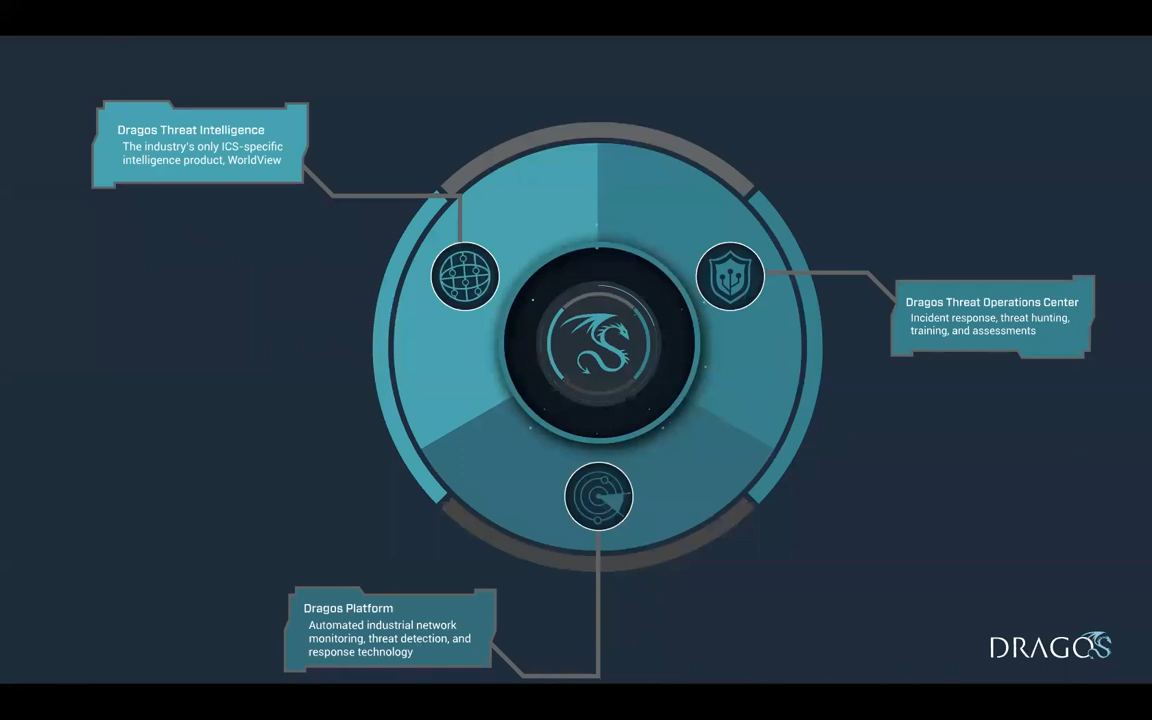 Dragos Threat Intelligence
The industry's only ICS-specific
intelligence product, WorldView
Dragos Threat Operations Center
Incident response, threat hunting,
training, and assessments
Dragos Platform
Automated industrial network
monitoring, threat detection, and
response technology
DRAGOS